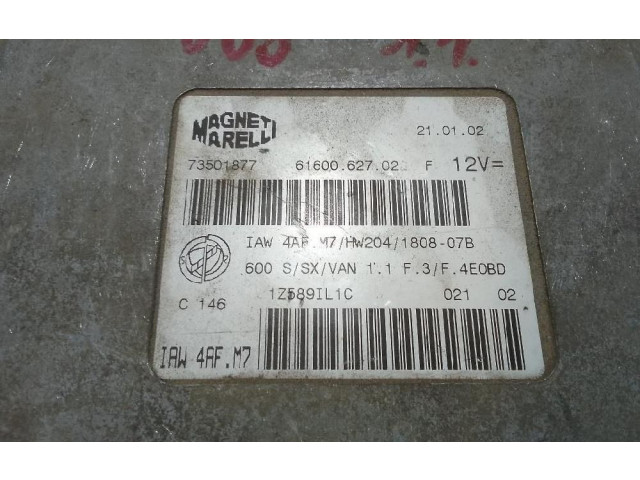 MAGNETI MARELLI
21.01.02
73501877 61600.627.02 F 12V=
IAW 4AF.M7/HW204/1808-07B
600 S/SX/VAN 1.1 F.3/F.4EOBD
C 146 1Z589IL1C 021 02
IAW 4AF.M7